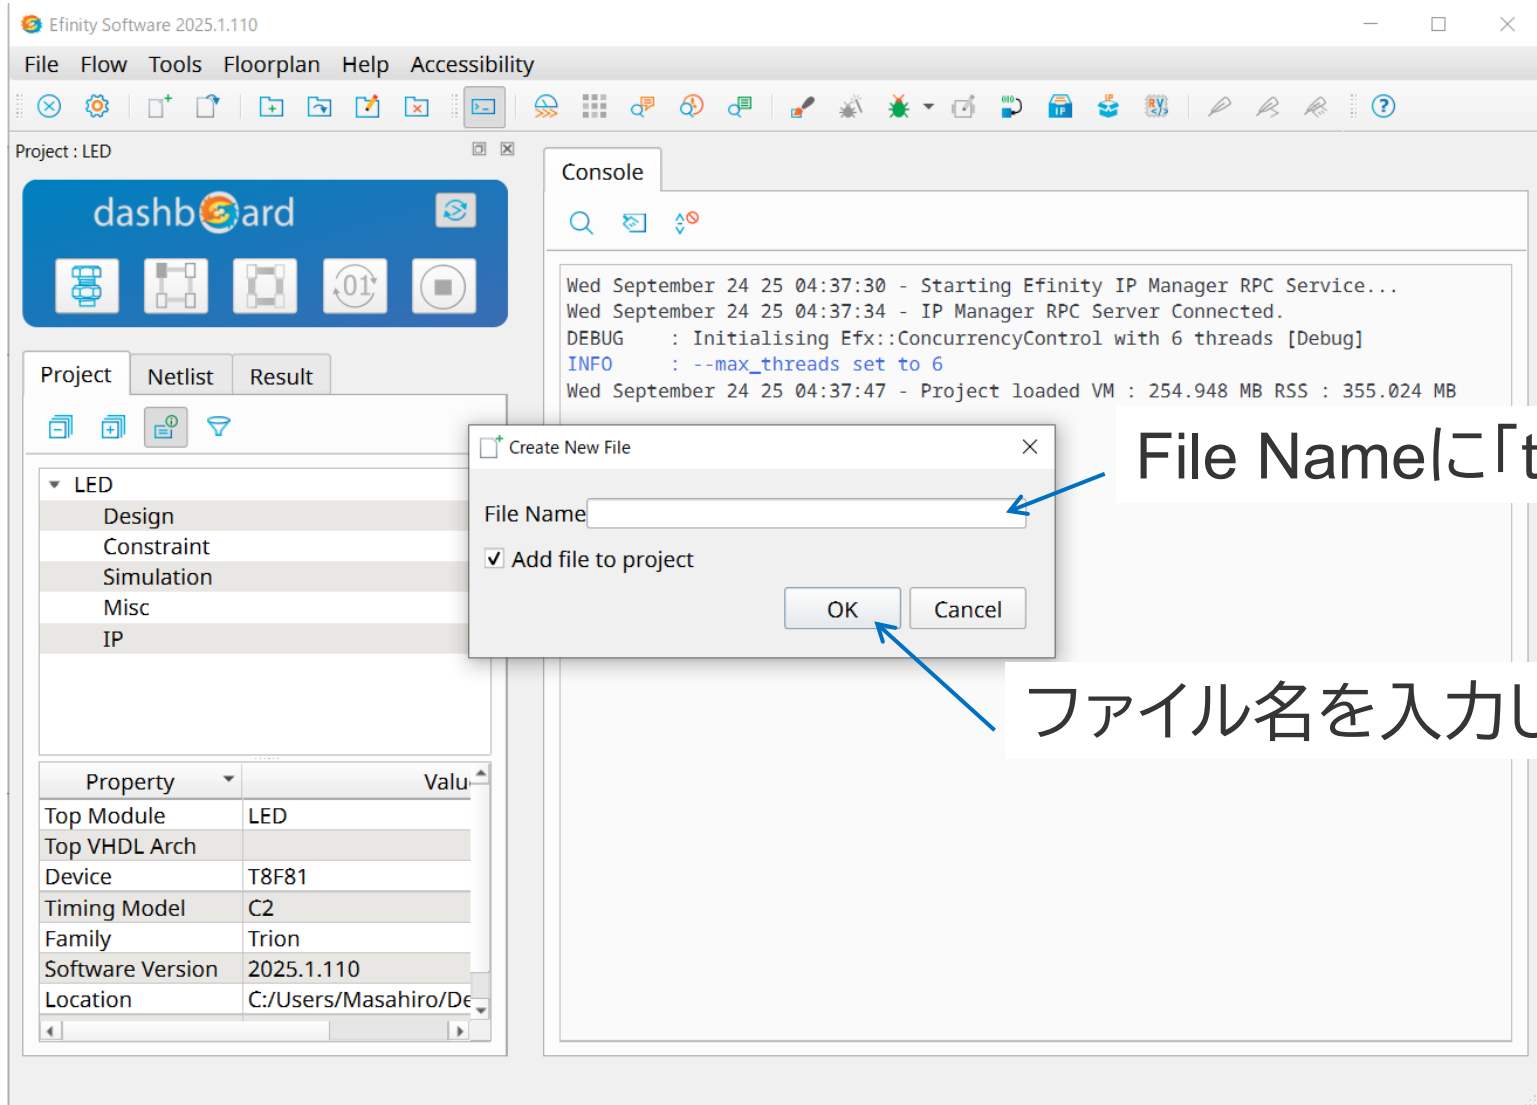 Efinity Software 2025.1.110
File Flow Tools Floorplan Help Accessibility
Project : LED
dashboard
Project Netlist Result
LED
Design
Constraint
Simulation
Misc
IP
Property Valu
Top Module LED
Top VHDL Arch
Device T8F81
Timing Model C2
Family Trion
Software Version 2025.1.110
Location C:/Users/Masahiro/De
Console
Wed September 24 25 04:37:30 - Starting Efinity IP Manager RPC Service...
Wed September 24 25 04:37:34 - IP Manager RPC Server Connected.
DEBUG : Initialising Efx::ConcurrencyControl with 6 threads [Debug]
INFO : --max_threads set to 6
Wed September 24 25 04:37:47 - Project loaded VM : 254.948 MB RSS : 355.024 MB
Create New File
File Name
Add file to project
OK Cancel
File Nameに「t
ファイル名を入力し